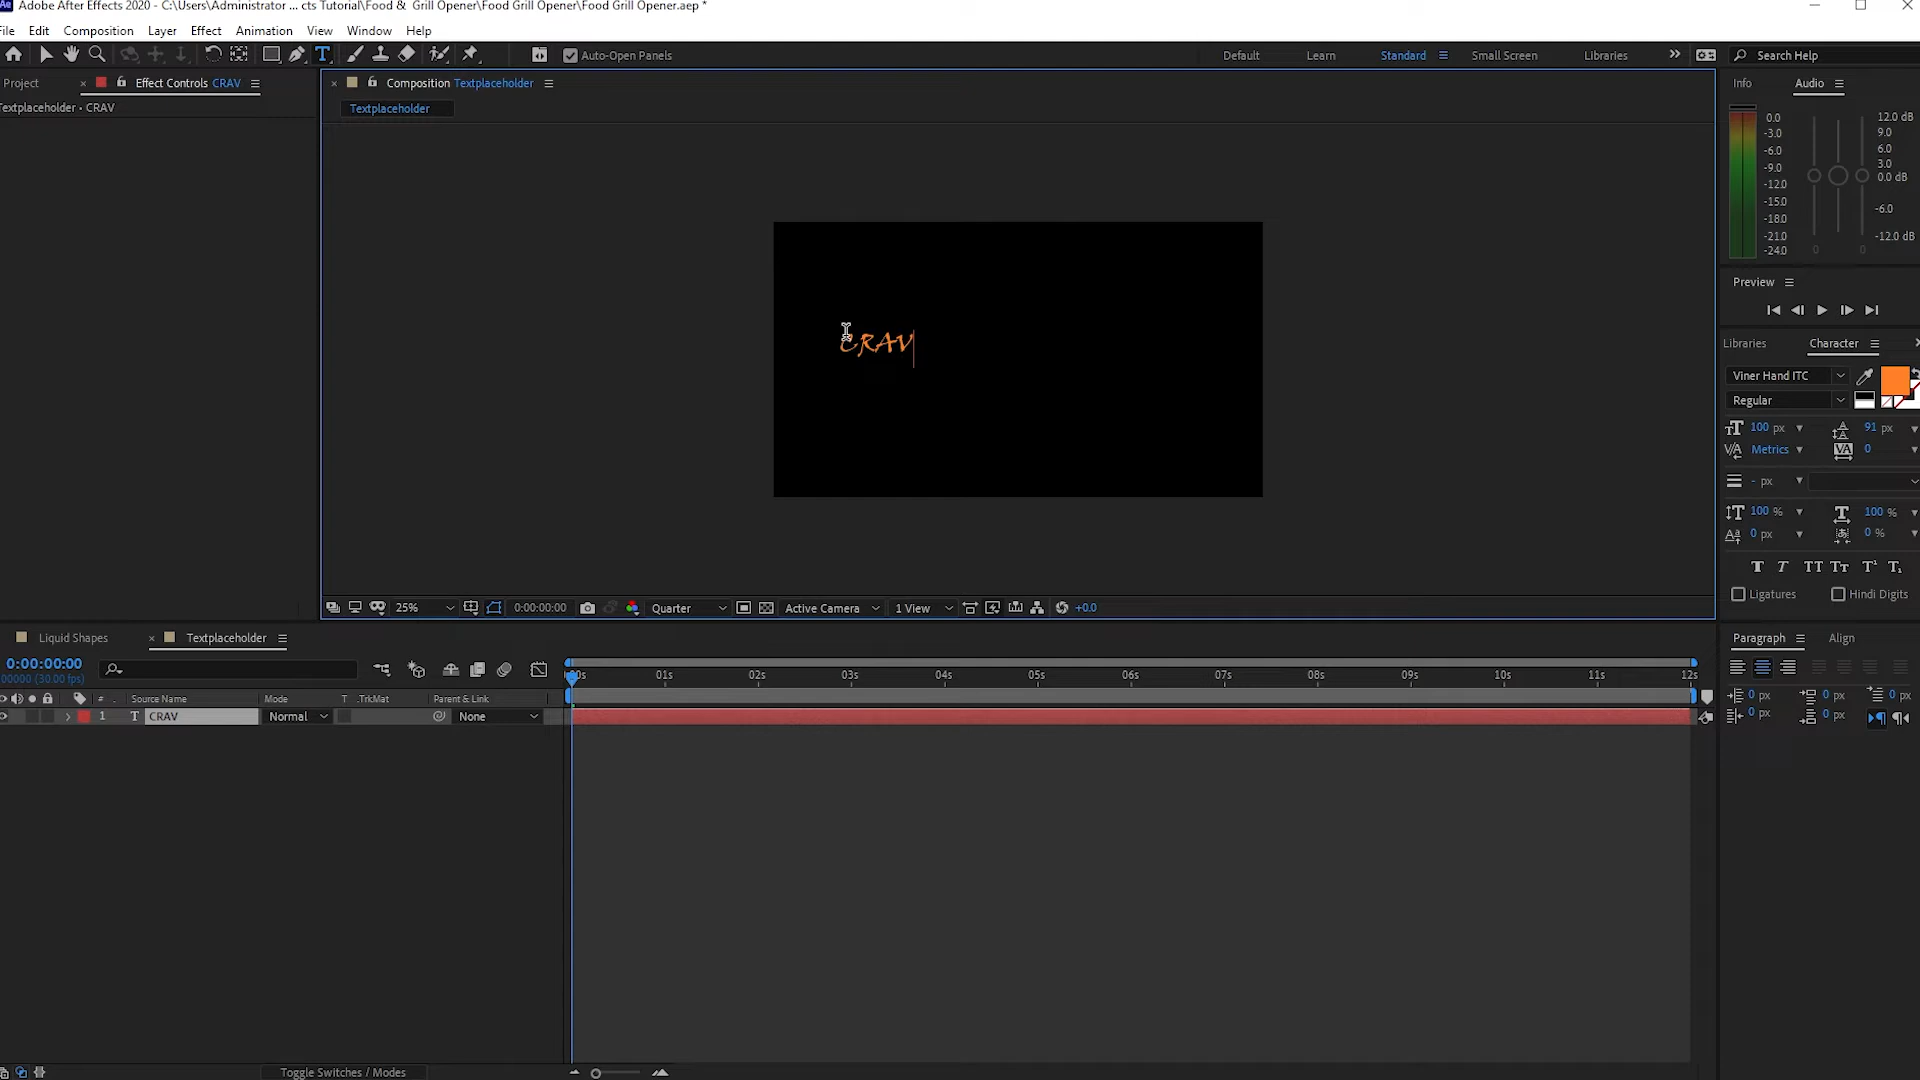 Adobe After Effects 2020 - C:\Users\Administrator ... cts Tutorial\Food &  Grill Opener\Food Grill Opener\Food Grill Opener.aep *
File Edit Composition Layer Effect Animation View Window Help
Auto-Open Panels Default Learn Standard Small Screen Libraries Search Help
Project Effect Controls CRAV
Textplaceholder • CRAV
Composition Textplaceholder
Textplaceholder
CRAV
25% 0:00:00:00 Quarter Active Camera 1 View +0.0
Info Audio
0.0
-3.0
-6.0
-9.0
-12.0
-15.0
-18.0
-21.0
-24.0
12.0 dB
9.0
6.0
3.0
0.0 dB
-6.0
-12.0 dB
0 0
Preview
Libraries Character
Viner Hand ITC
Regular
100 px 91 px
Metrics 0
- px
100 % 100 %
0 px 0 %
Ligatures Hindi Digits
Paragraph Align
0 px 0 px 0 px
0 px 0 px
Liquid Shapes Textplaceholder
0:00:00:00
00000 (30.00 fps)
# Source Name Mode T .TrkMat Parent & Link
1 T CRAV Normal None
:00s 01s 02s 03s 04s 05s 06s 07s 08s 09s 10s 11s 12s
Toggle Switches / Modes